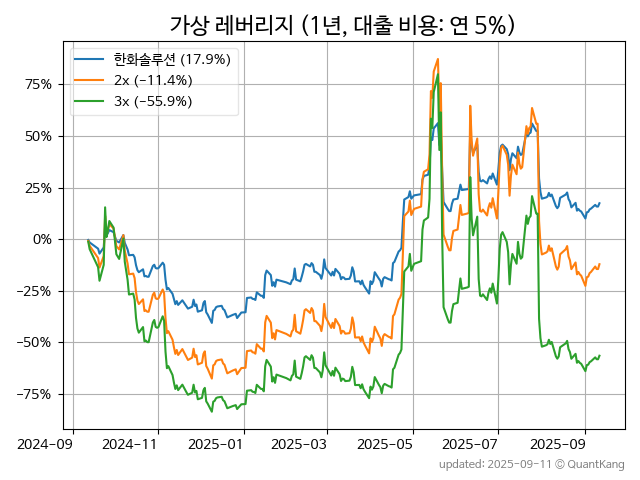 가상 레버리지 (1년, 대출 비용: 연 5%)
한화솔루션 (17.9%)
2x (−11.4%)
3x (−55.9%)
75%
50%
25%
0%
−25%
−50%
−75%
2024-09
2024-11
2025-01
2025-03
2025-05
2025-07
2025-09
updated: 2025-09-11 © QuantKang